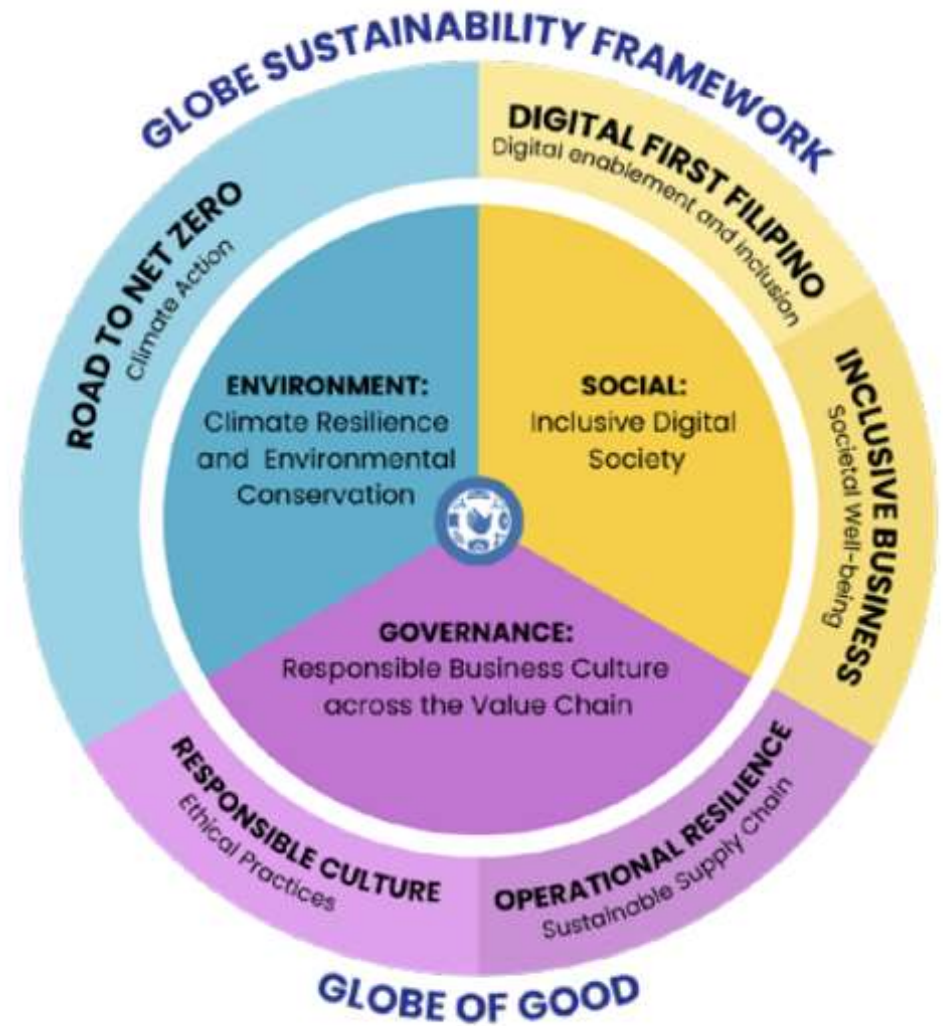 GLOBE SUSTAINABILITY FRAMEWORK
ROAD TO NET ZERO
Climate Action
DIGITAL FIRST FILIPINO
Digital enablement and inclusion
INCLUSIVE BUSINESS
Societal Well-being
ENVIRONMENT:
Climate Resilience
and Environmental
Conservation
SOCIAL:
Inclusive Digital
Society
GOVERNANCE:
Responsible Business Culture
across the Value Chain
RESPONSIBLE CULTURE
Ethical Practices
OPERATIONAL RESILIENCE
Sustainable Supply Chain
GLOBE OF GOOD